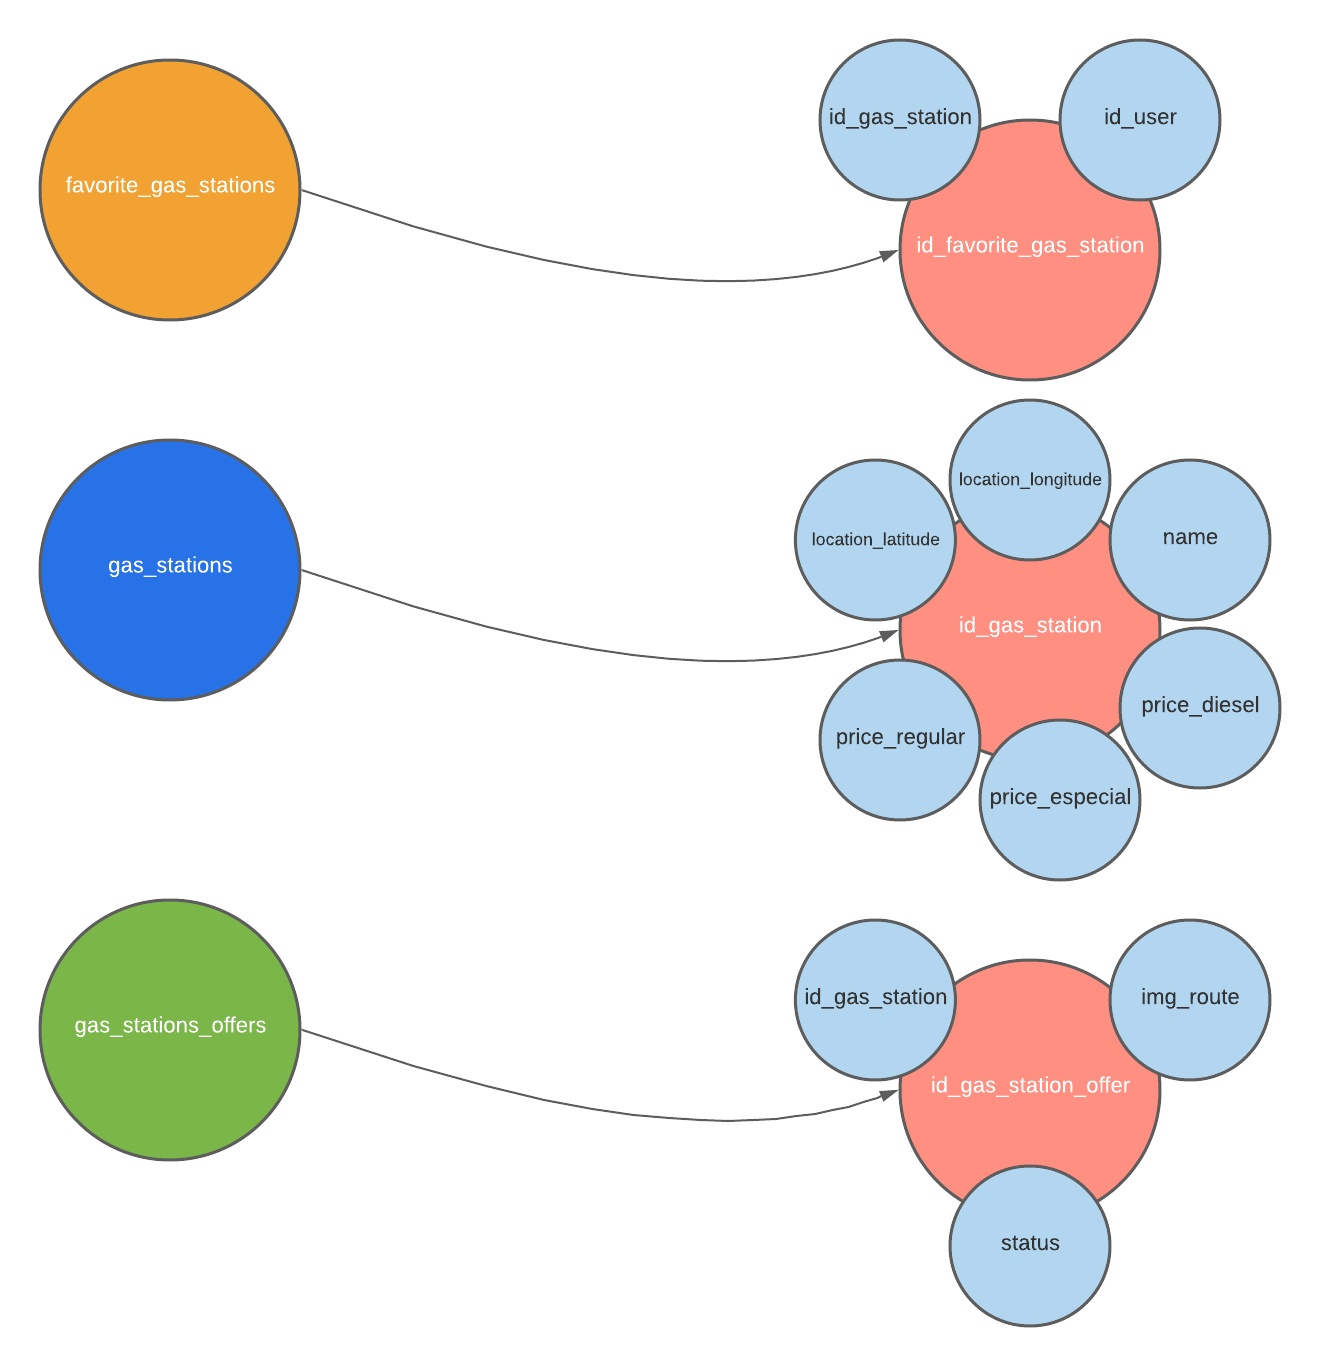 favorite_gas_stations
id_gas_station
id_user
id_favorite_gas_station
gas_stations
location_longitude
location_latitude
name
id_gas_station
price_diesel
price_regular
price_especial
gas_stations_offers
id_gas_station
img_route
id_gas_station_offer
status